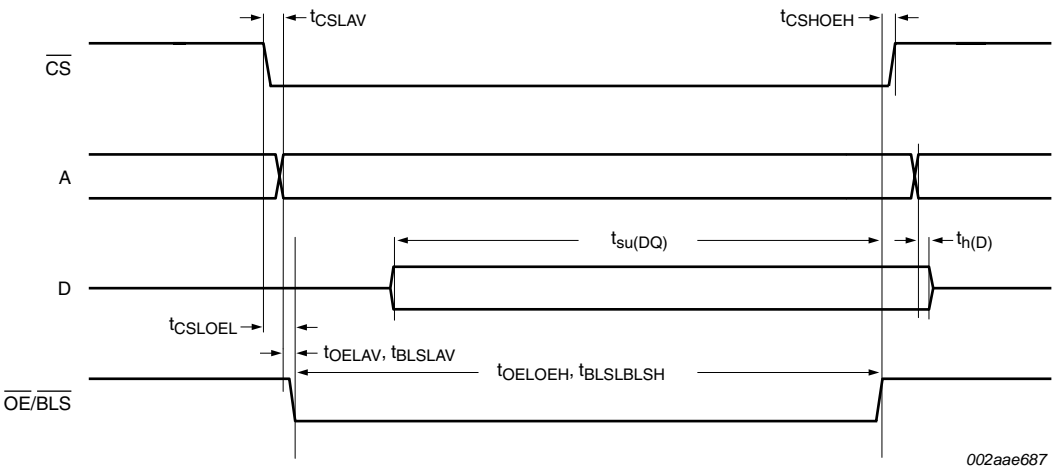 tCSLAV
tCSHOEH
CS
A
tsu(DQ)
th(D)
D
tCSLOEL
tOELAV, tBLSLAV
tOELOEH, tBLSLBLSH
OE/BLS
002aae687